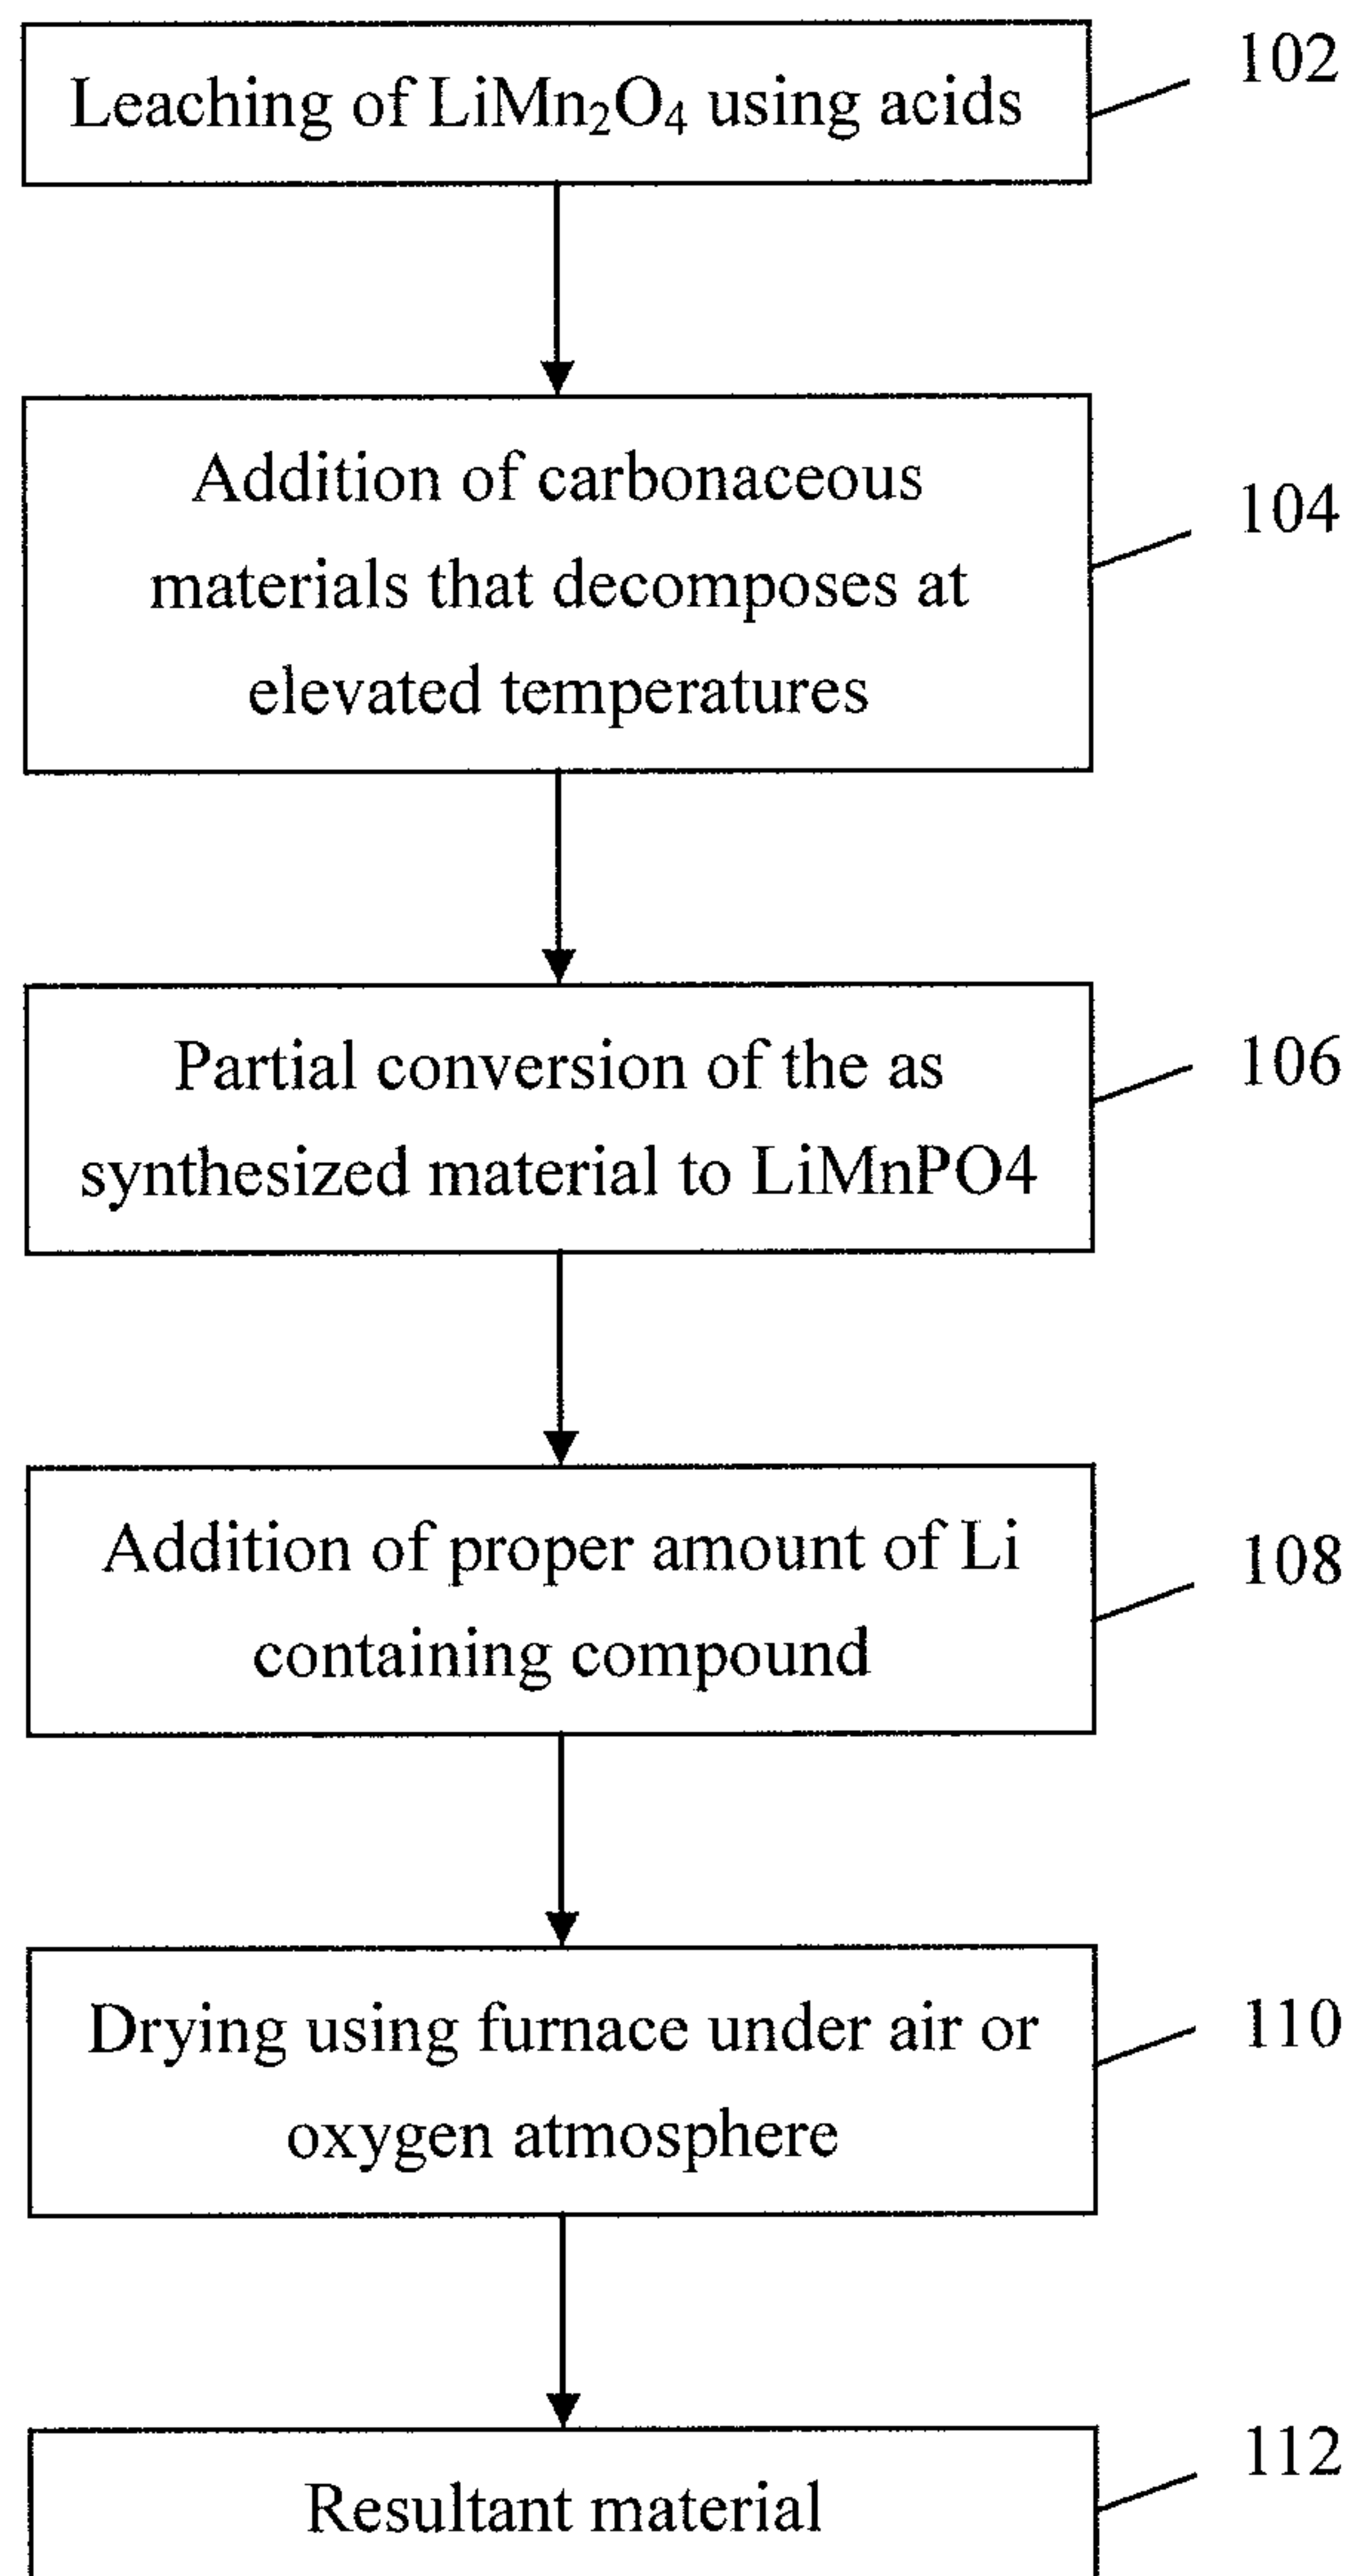 Leaching of LiMn₂O₄ using acids
102
Addition of carbonaceous
materials that decomposes at
elevated temperatures
104
Partial conversion of the as
synthesized material to LiMnPO4
106
Addition of proper amount of Li
containing compound
108
Drying using furnace under air or
oxygen atmosphere
110
Resultant material
112